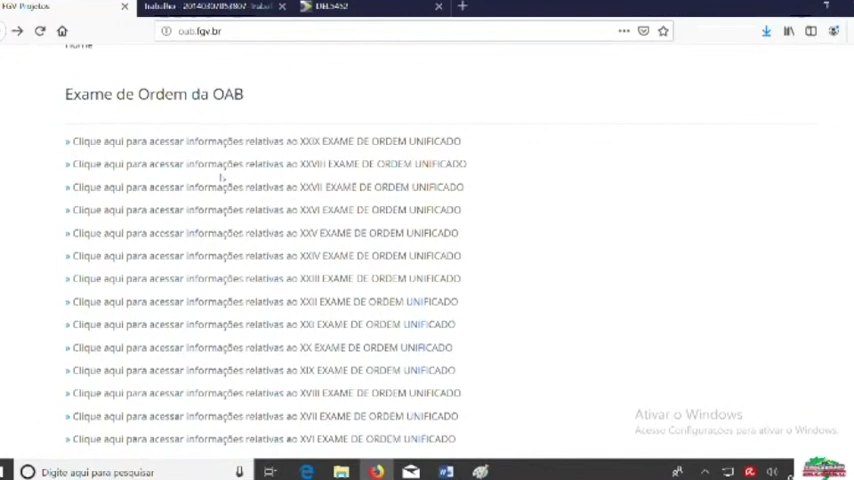 FGV Projetos
Trabalho - 20140307057807 - Trabal
DEL5452
oab.fgv.br
Home
Exame de Ordem da OAB
» Clique aqui para acessar informações relativas ao XXIX EXAME DE ORDEM UNIFICADO
» Clique aqui para acessar informações relativas ao XXVIII EXAME DE ORDEM UNIFICADO
» Clique aqui para acessar informações relativas ao XXVII EXAME DE ORDEM UNIFICADO
» Clique aqui para acessar informações relativas ao XXVI EXAME DE ORDEM UNIFICADO
» Clique aqui para acessar informações relativas ao XXV EXAME DE ORDEM UNIFICADO
» Clique aqui para acessar informações relativas ao XXIV EXAME DE ORDEM UNIFICADO
» Clique aqui para acessar informações relativas ao XXIII EXAME DE ORDEM UNIFICADO
» Clique aqui para acessar informações relativas ao XXII EXAME DE ORDEM UNIFICADO
» Clique aqui para acessar informações relativas ao XXI EXAME DE ORDEM UNIFICADO
» Clique aqui para acessar informações relativas ao XX EXAME DE ORDEM UNIFICADO
» Clique aqui para acessar informações relativas ao XIX EXAME DE ORDEM UNIFICADO
» Clique aqui para acessar informações relativas ao XVIII EXAME DE ORDEM UNIFICADO
» Clique aqui para acessar informações relativas ao XVII EXAME DE ORDEM UNIFICADO
» Clique aqui para acessar informações relativas ao XVI EXAME DE ORDEM UNIFICADO
Ativar o Windows
Acesse Configurações para ativar o Windows.
Digite aqui para pesquisar